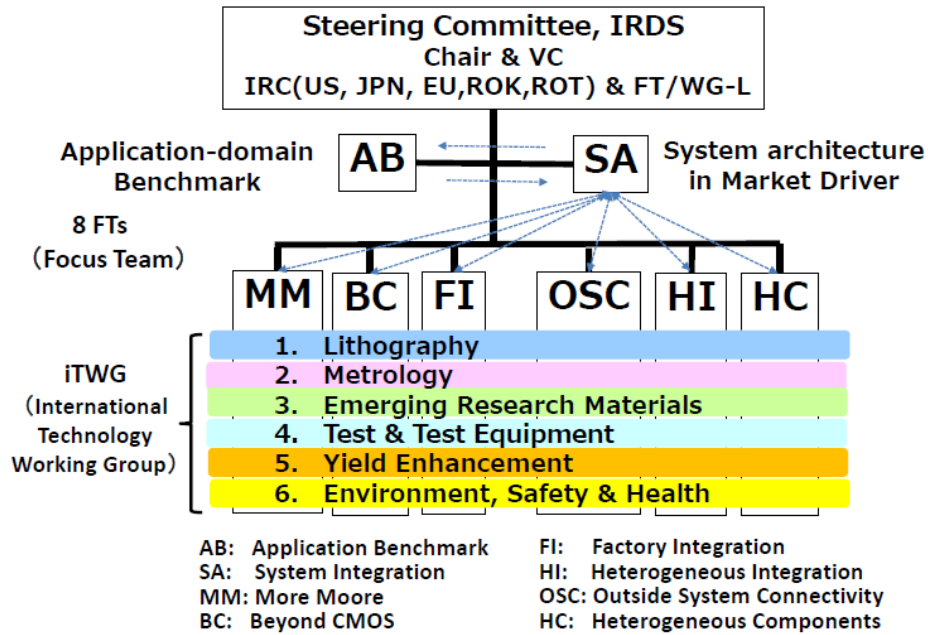 Steering Committee, IRDS
Chair & VC
IRC(US, JPN, EU,ROK,ROT) & FT/WG-L
Application-domain
Benchmark
AB
SA
System architecture
in Market Driver
8 FTs
（Focus Team）
MM
BC
FI
OSC
HI
HC
iTWG
（International
Technology
Working Group）
1. Lithography
2. Metrology
3. Emerging Research Materials
4. Test & Test Equipment
5. Yield Enhancement
6. Environment, Safety & Health
AB: Application Benchmark
SA: System Integration
MM: More Moore
BC: Beyond CMOS
FI: Factory Integration
HI: Heterogeneous Integration
OSC: Outside System Connectivity
HC: Heterogeneous Components